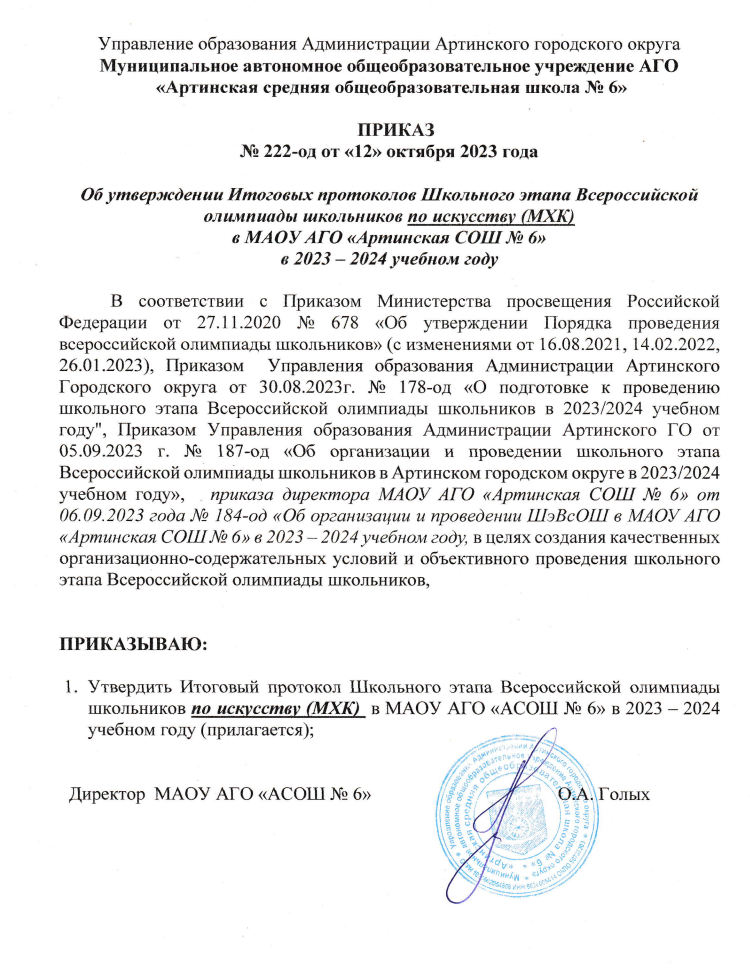 Управление образования Администрации Артинского городского округа
Муниципальное автономное общеобразовательное учреждение АГО
«Артинская средняя общеобразовательная школа № 6»
ПРИКАЗ
№ 222-од от «12» октября 2023 года
Об утверждении Итоговых протоколов Школьного этапа Всероссийской
олимпиады школьников по искусству (МХК)
в МАОУ АГО «Артинская СОШ № 6»
в 2023 – 2024 учебном году
В соответствии с Приказом Министерства просвещения Российской
Федерации от 27.11.2020 № 678 «Об утверждении Порядка проведения
всероссийской олимпиады школьников» (с изменениями от 16.08.2021, 14.02.2022,
26.01.2023), Приказом Управления образования Администрации Артинского
Городского округа от 30.08.2023г. № 178-од «О подготовке к проведению
школьного этапа Всероссийской олимпиады школьников в 2023/2024 учебном
году", Приказом Управления образования Администрации Артинского ГО от
05.09.2023 г. № 187-од «Об организации и проведении школьного этапа
Всероссийской олимпиады школьников в Артинском городском округе в 2023/2024
учебном году», приказа директора МАОУ АГО «Артинская СОШ № 6» от
06.09.2023 года № 184-од «Об организации и проведении ШэВсОШ в МАОУ АГО
«Артинская СОШ № 6» в 2023 – 2024 учебном году, в целях создания качественных
организационно-содержательных условий и объективного проведения школьного
этапа Всероссийской олимпиады школьников,
ПРИКАЗЫВАЮ:
1. Утвердить Итоговый протокол Школьного этапа Всероссийской олимпиады
школьников по искусству (МХК) в МАОУ АГО «АСОШ № 6» в 2023 – 2024
учебном году (прилагается);
Директор МАОУ АГО «АСОШ № 6» О.А. Голых